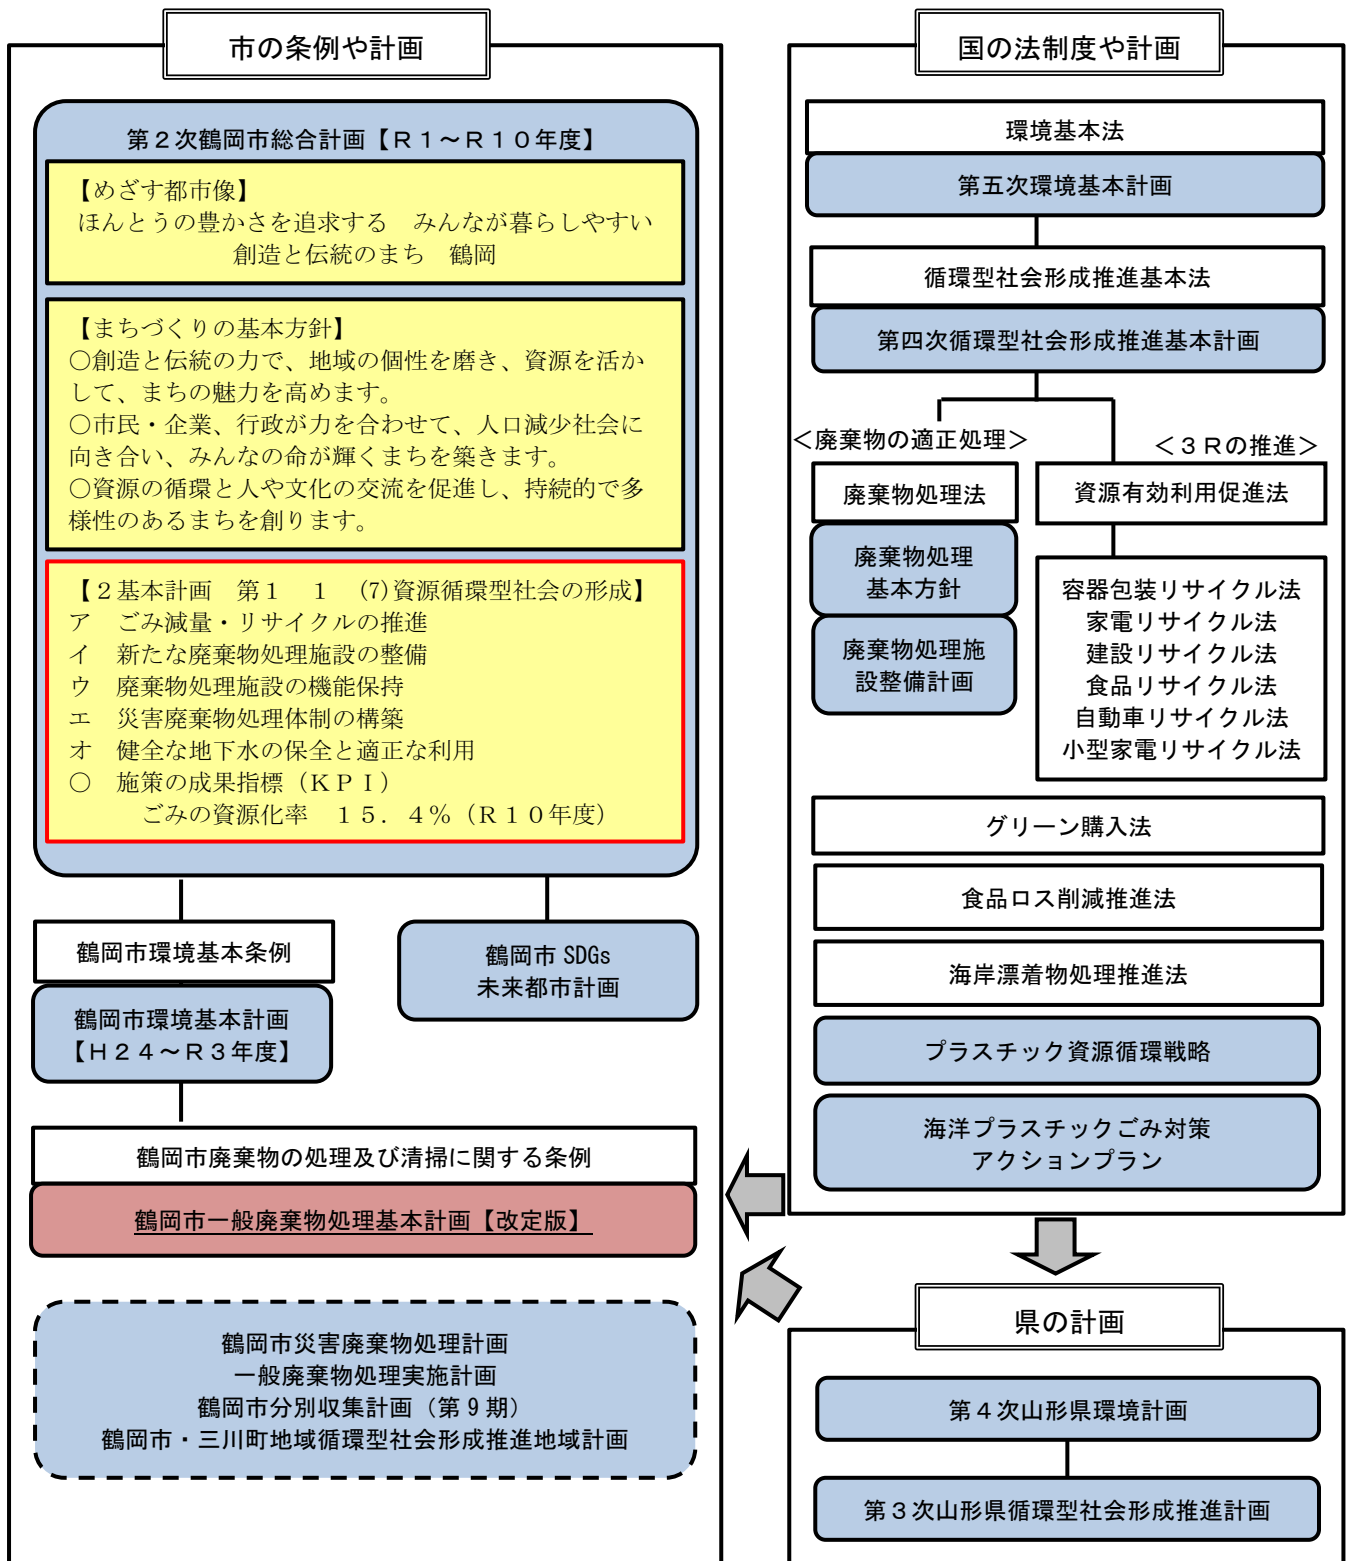 市の条例や計画
第２次鶴岡市総合計画【Ｒ１～Ｒ１０年度】
【めざす都市像】
ほんとうの豊かさを追求する　みんなが暮らしやすい
創造と伝統のまち　鶴岡
【まちづくりの基本方針】
○創造と伝統の力で、地域の個性を磨き、資源を活か
して、まちの魅力を高めます。
○市民・企業、行政が力を合わせて、人口減少社会に
向き合い、みんなの命が輝くまちを築きます。
○資源の循環と人や文化の交流を促進し、持続的で多
様性のあるまちを創ります。
【２基本計画　第１　１　(7)資源循環型社会の形成】
ア　ごみ減量・リサイクルの推進
イ　新たな廃棄物処理施設の整備
ウ　廃棄物処理施設の機能保持
エ　災害廃棄物処理体制の構築
オ　健全な地下水の保全と適正な利用
○　施策の成果指標（ＫＰＩ）
ごみの資源化率　１５．４％（Ｒ１０年度）
鶴岡市環境基本条例
鶴岡市環境基本計画
【Ｈ２４～Ｒ３年度】
鶴岡市 SDGs
未来都市計画
鶴岡市廃棄物の処理及び清掃に関する条例
鶴岡市一般廃棄物処理基本計画【改定版】
鶴岡市災害廃棄物処理計画
一般廃棄物処理実施計画
鶴岡市分別収集計画（第９期）
鶴岡市・三川町地域循環型社会形成推進地域計画
国の法制度や計画
環境基本法
第五次環境基本計画
循環型社会形成推進基本法
第四次循環型社会形成推進基本計画
＜廃棄物の適正処理＞
廃棄物処理法
廃棄物処理
基本方針
廃棄物処理施
設整備計画
＜３Ｒの推進＞
資源有効利用促進法
容器包装リサイクル法
家電リサイクル法
建設リサイクル法
食品リサイクル法
自動車リサイクル法
小型家電リサイクル法
グリーン購入法
食品ロス削減推進法
海岸漂着物処理推進法
プラスチック資源循環戦略
海洋プラスチックごみ対策
アクションプラン
県の計画
第４次山形県環境計画
第３次山形県循環型社会形成推進計画